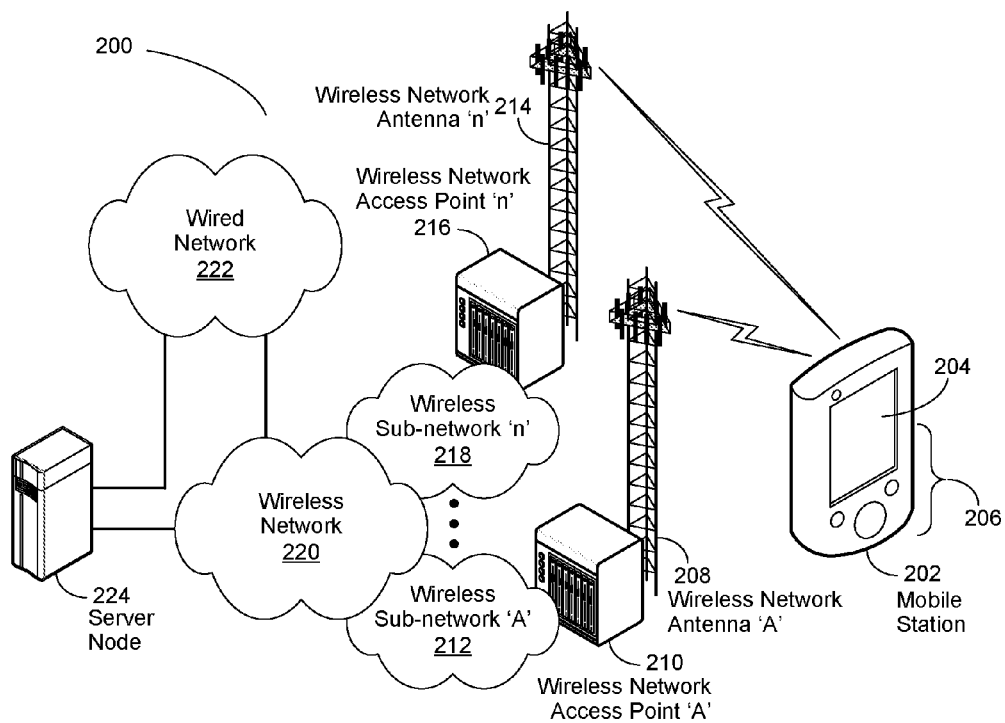 200
Wireless Network
Antenna ‘n’
214
Wireless Network
Access Point ‘n’
216
Wired
Network
222
204
Wireless
Sub-network ‘n’
218
206
Wireless
Network
220
224
Server
Node
Wireless
Sub-network ‘A’
212
208
Wireless Network
Antenna ‘A’
202
Mobile
Station
210
Wireless Network
Access Point ‘A’